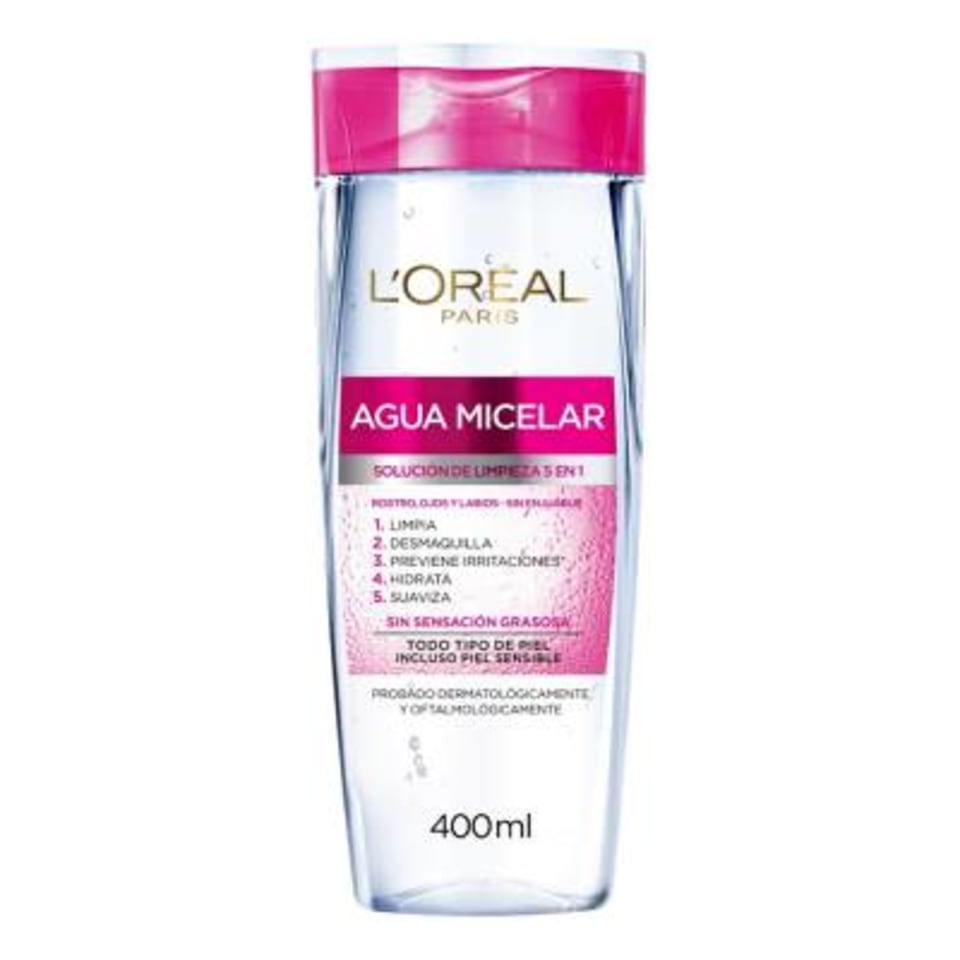 L'ORÉAL
PARIS
AGUA MICELAR
SOLUCIÓN DE LIMPIEZA 5 EN 1
ROSTRO, OJOS Y LABIOS - SIN ENJUAGUE
1. LIMPIA
2. DESMAQUILLA
3. PREVIENE IRRITACIONES*
4. HIDRATA
5. SUAVIZA
SIN SENSACIÓN GRASOSA
TODO TIPO DE PIEL
INCLUSO PIEL SENSIBLE
PROBADO DERMATOLÓGICAMENTE
Y OFTALMOLÓGICAMENTE
400ml